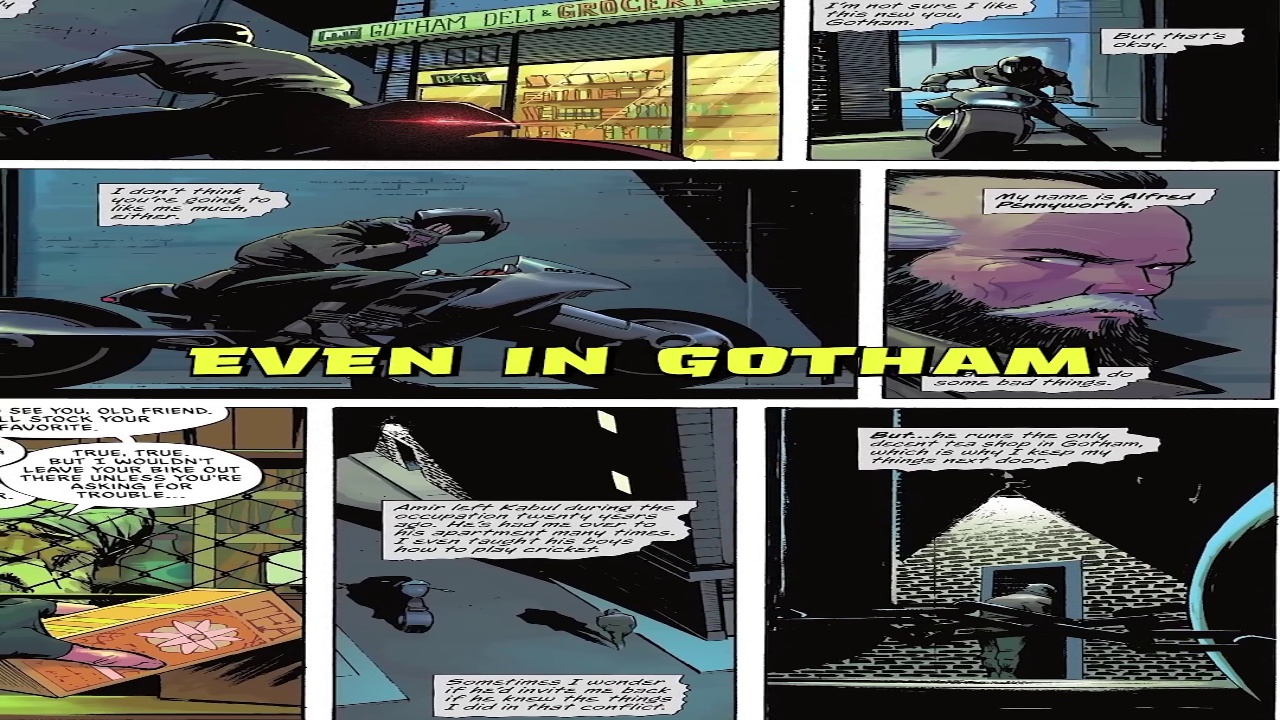 GOTHAM DELI & GROCERY
OPEN
I'm not sure I like
this new you,
Gotham.
But that's
okay.
I don't think
you're going to
like me much,
either.
My name is Alfred
Pennyworth.
EVEN IN GOTHAM
do
some bad things.
SEE YOU, OLD FRIEND.
STOCK YOUR
FAVORITE.
TRUE, TRUE.
BUT I WOULDN'T
LEAVE YOUR BIKE OUT
THERE UNLESS YOU'RE
ASKING FOR
TROUBLE...
Amir left Kabul during the
occupation twenty years
ago. He's had me over to
his apartment many times.
I even taught his boys
how to play cricket.
Sometimes I wonder
if he'd invite me back
if he knew the things
I did in that conflict.
But...he runs the only
decent tea shop in Gotham,
which is why I keep my
things next door.